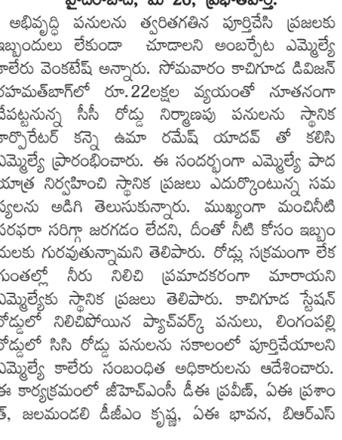 హైదరాబాద్, మే 26, ప్రభాతవార్త:
అభివృద్ధి పనులను త్వరితగతిన పూర్తిచేసి ప్రజలకు
ఇబ్బందులు లేకుండా చూడాలని అంబర్పేట ఎమ్మెల్యే
కాలేరు వెంకటేష్ అన్నారు. సోమవారం కాచిగూడ డివిజన్
రహమత్‌బాగ్‌లో రూ.22లక్షల వ్యయంతో నూతనంగా
చేపట్టనున్న సీసీ రోడ్డు నిర్మాణపు పనులను స్థానిక
కార్పొరేటర్ కన్నె ఉమా రమేష్ యాదవ్ తో కలిసి
ఎమ్మెల్యే ప్రారంభించారు. ఈ సందర్భంగా ఎమ్మెల్యే పాద
యాత్ర నిర్వహించి స్థానిక ప్రజలు ఎదుర్కొంటున్న సమ
స్యలను అడిగి తెలుసుకున్నారు. ముఖ్యంగా మంచినీటి
సరఫరా సరిగ్గా జరగడం లేదని, దీంతో నీటి కోసం ఇబ్బం
దులకు గురవుతున్నామని తెలిపారు. రోడ్లు సక్రమంగా లేక
గుంతల్లో నీరు నిలిచి ప్రమాదకరంగా మారాయని
ఎమ్మెల్యేకు స్థానిక ప్రజలు తెలిపారు. కాచిగూడ స్టేషన్
రోడ్డులో నిలిచిపోయిన ప్యాచ్‌వర్క్ పనులు, లింగంపల్లి
రోడ్డులో సిసి రోడ్డు పనులను సకాలంలో పూర్తిచేయాలని
ఎమ్మెల్యే కాలేరు సంబంధిత అధికారులను ఆదేశించారు.
ఈ కార్యక్రమంలో జీహెచ్ఎంసీ డీఈ ప్రవీణ్, ఏఈ ప్రశాం
త్, జలమండలి డీజీఎం కృష్ణ, ఏఈ భావన, బిఆర్ఎస్